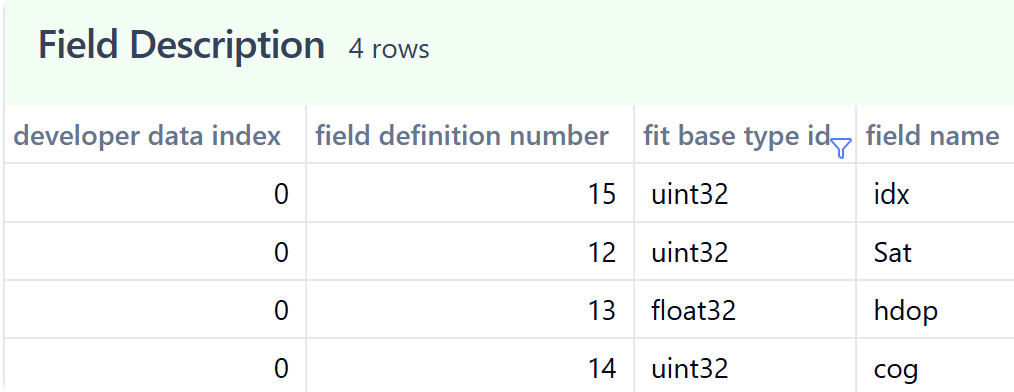 Field Description 4 rows
developer data index field definition number fit base type id field name
0 15 uint32 idx
0 12 uint32 Sat
0 13 float32 hdop
0 14 uint32 cog